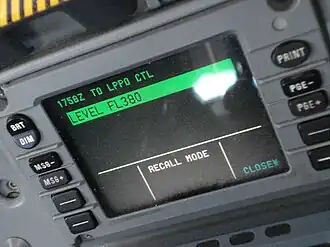 1758Z TO LPPO CTL
LEVEL FL380
RECALL MODE
CLOSE*
BRT
DIM
MSG-
MSG+
PRINT
PGE-
PGE+